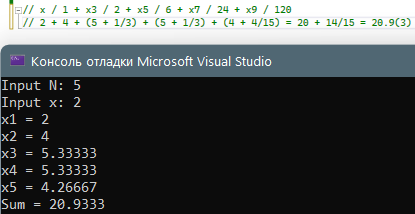 // x / 1 + x3 / 2 + x5 / 6 + x7 / 24 + x9 / 120
// 2 + 4 + (5 + 1/3) + (5 + 1/3) + (4 + 4/15) = 20 + 14/15 = 20.9(3)
Консоль отладки Microsoft Visual Studio
Input N: 5
Input x: 2
x1 = 2
x2 = 4
x3 = 5.33333
x4 = 5.33333
x5 = 4.26667
Sum = 20.9333